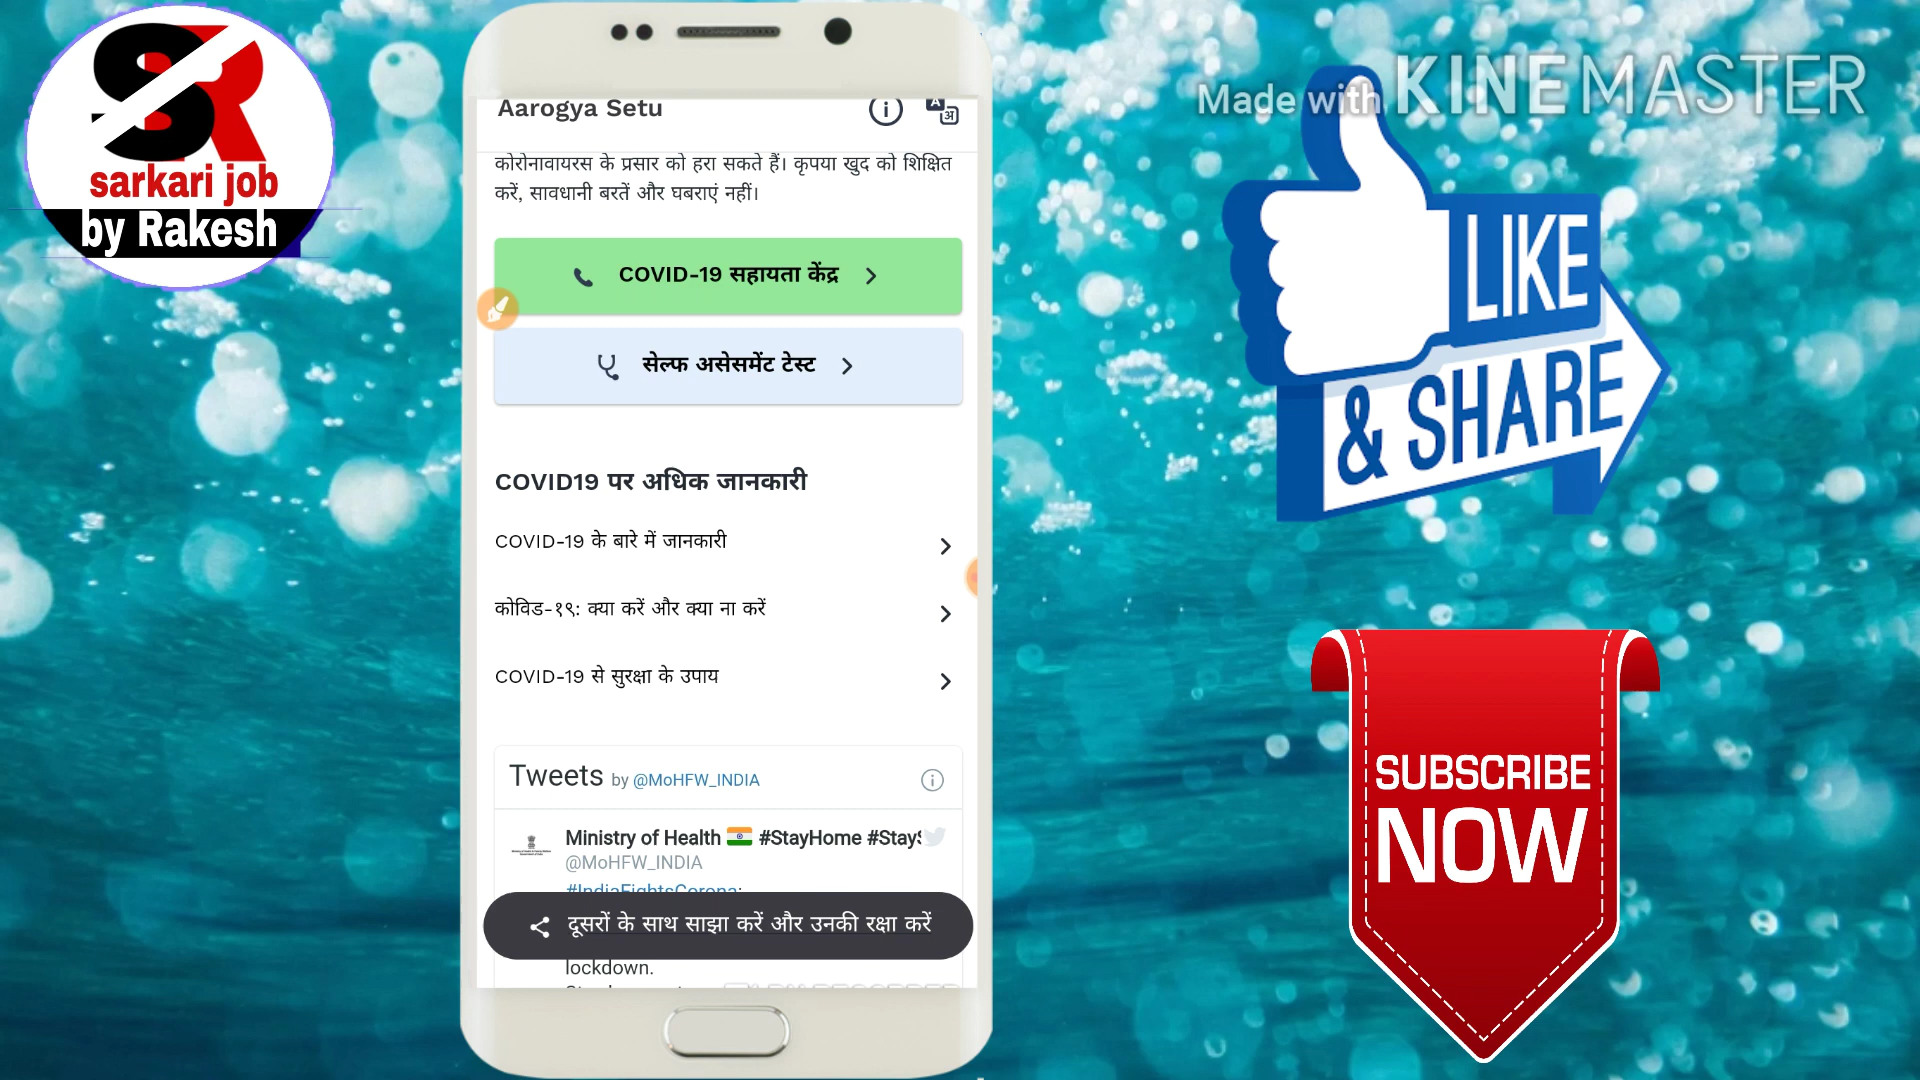 SR
sarkari job
by Rakesh
Aarogya Setu
कोरोनावायरस के प्रसार को हरा सकते हैं। कृपया खुद को शिक्षित
करें, सावधानी बरतें और घबराएं नहीं।
COVID-19 सहायता केंद्र
सेल्फ असेसमेंट टेस्ट
COVID19 पर अधिक जानकारी
COVID-19 के बारे में जानकारी
कोविड-१९: क्या करें और क्या ना करें
COVID-19 से सुरक्षा के उपाय
Tweets by @MoHFW_INDIA
Ministry of Health #StayHome #Stay
@MoHFW_INDIA
#IndiaFightsCorona:
दूसरों के साथ साझा करें और उनकी रक्षा करें
lockdown.
Made with KINEMASTER
LIKE
& SHARE
SUBSCRIBE
NOW